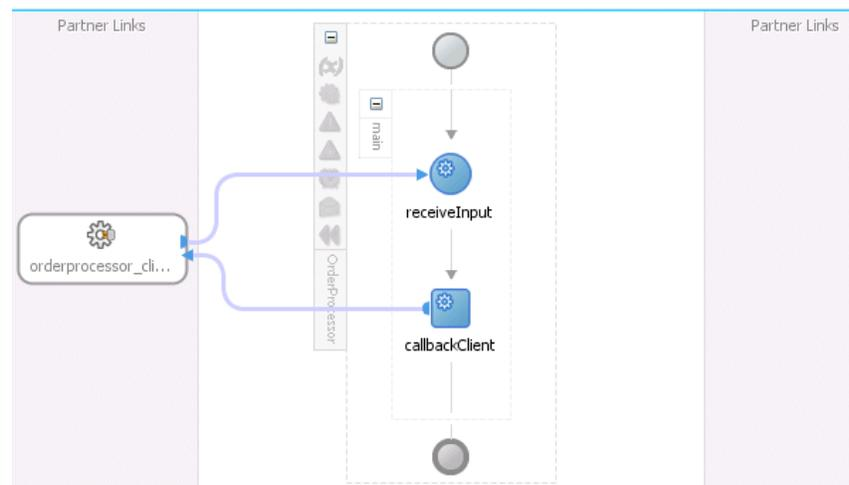 Partner Links
Partner Links
main
receiveInput
orderprocessor_cli...
OrderProcessor
callbackClient